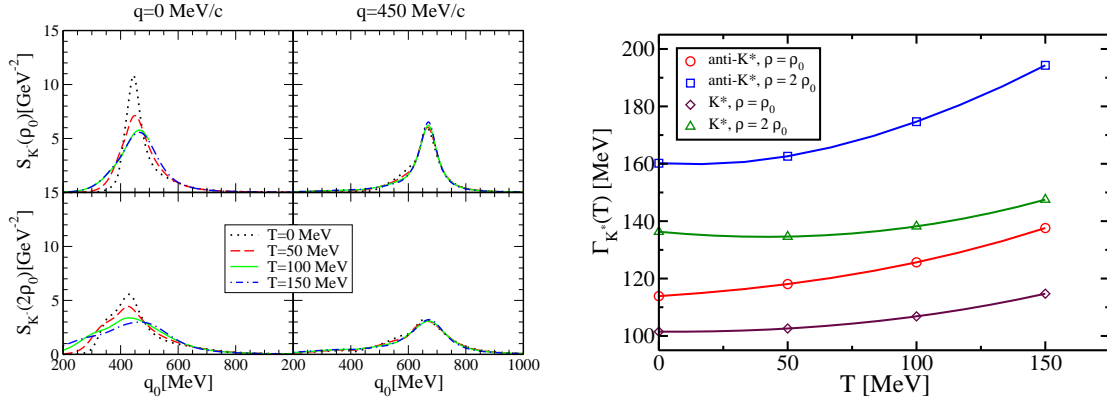 q=0 MeV/c
q=450 MeV/c
15
10
5
S_K^-(ρ_0)[GeV^-2]
15
10
5
0
S_K^-(2ρ_0)[GeV^-2]
T=0 MeV
T=50 MeV
T=100 MeV
T=150 MeV
200 400 600 800 200 400 600 800 1000
q_0[MeV]
q_0[MeV]
anti-K*, ρ = ρ_0
anti-K*, ρ = 2 ρ_0
K*, ρ = ρ_0
K*, ρ = 2 ρ_0
200
180
160
140
120
100
Γ_K*(T) [MeV]
0 50 100 150
T [MeV]